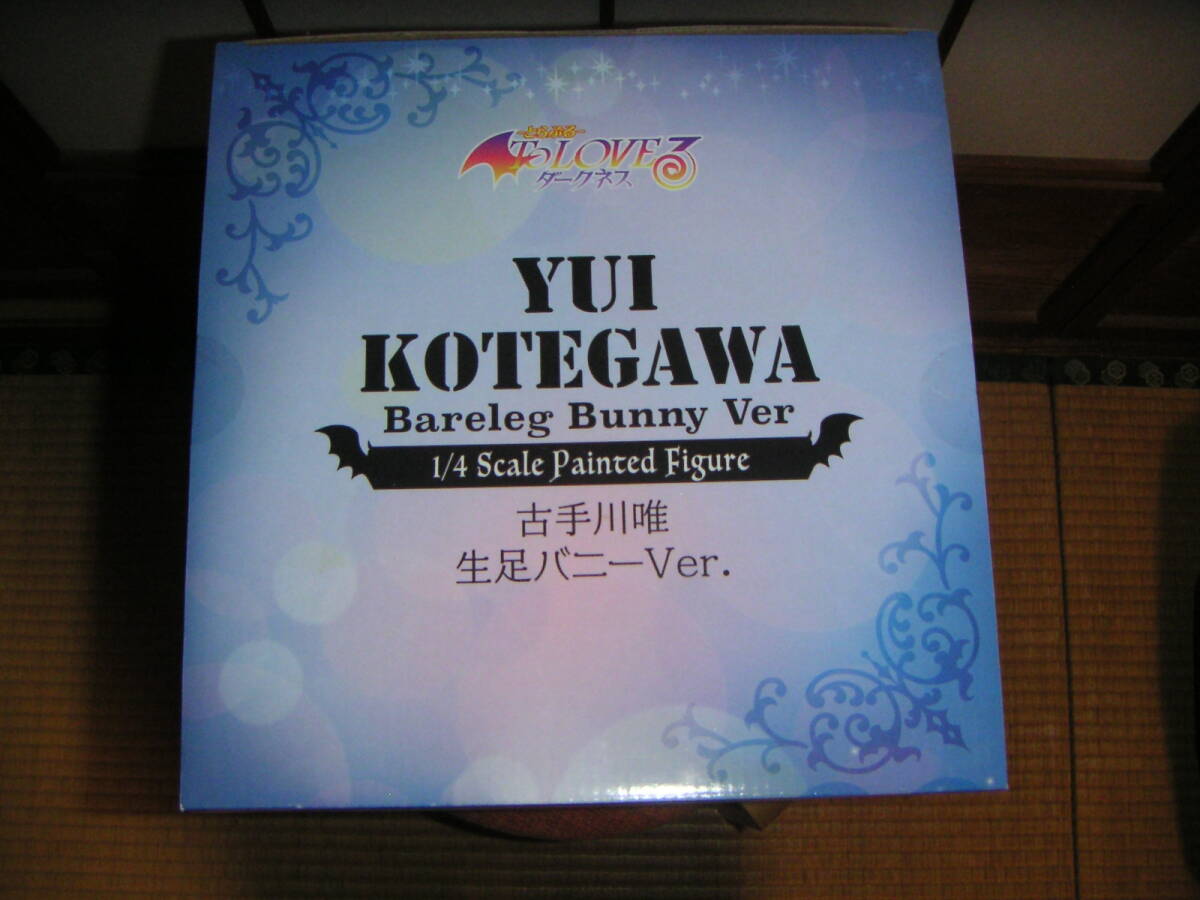 -とらぶる-
To LOVEる
ダークネス
YUI
KOTEGAWA
Bareleg Bunny Ver
1/4 Scale Painted Figure
古手川唯
生足バニーVer.